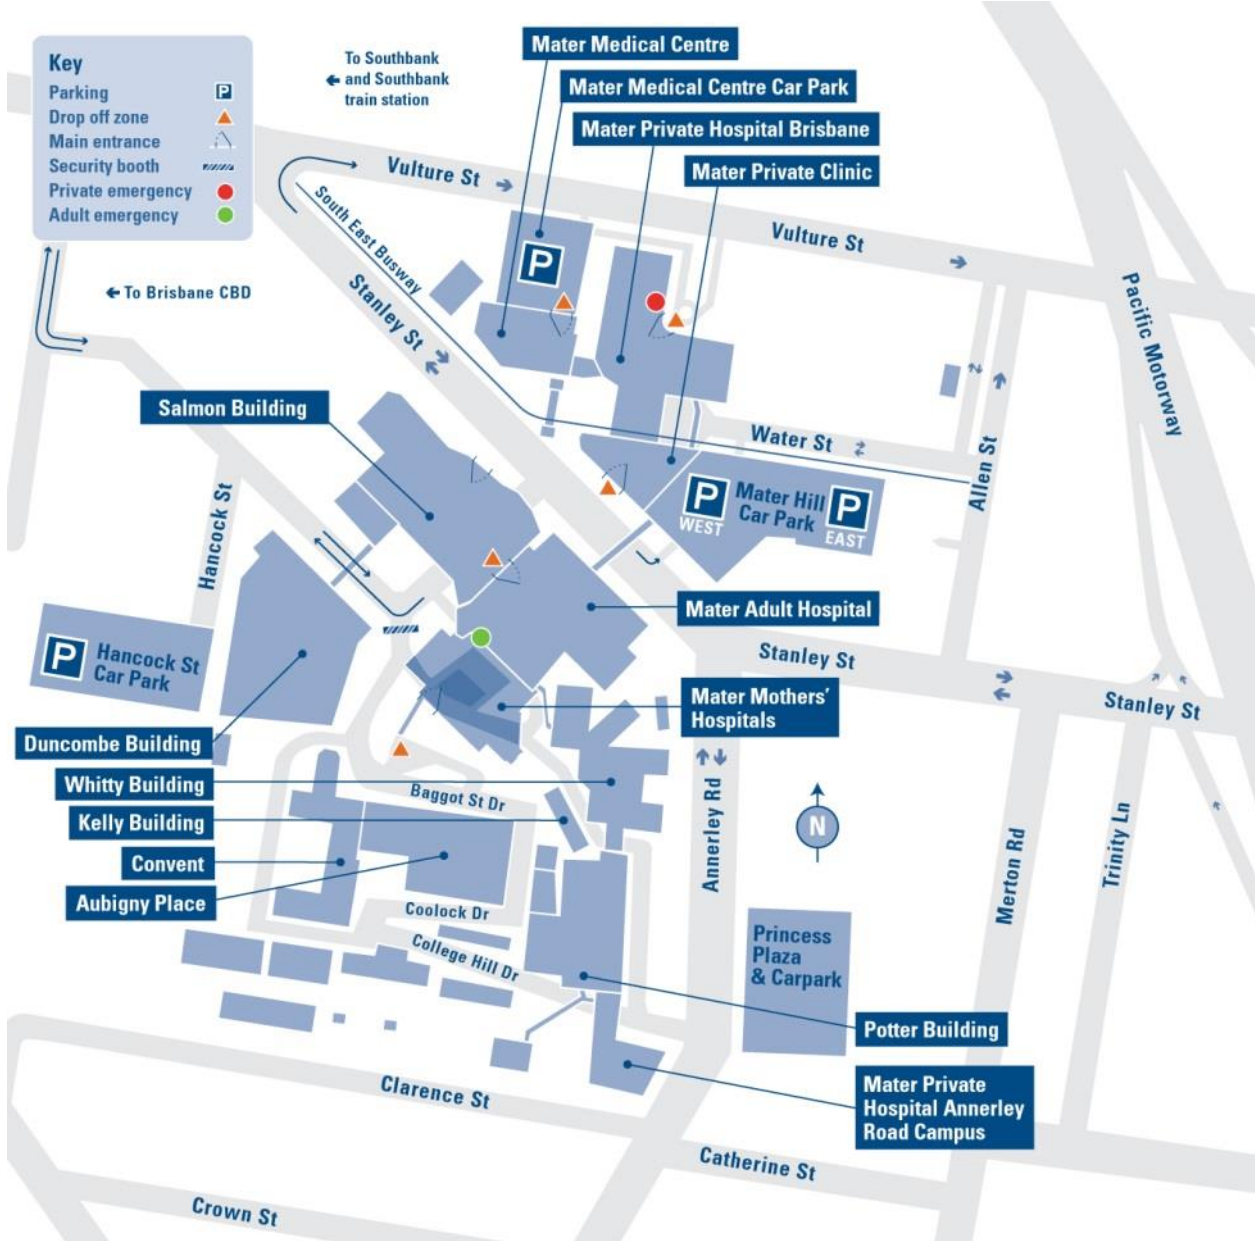 Key
Parking
P
Drop off zone
Main entrance
Security booth
Private emergency
Adult emergency
To Southbank
and Southbank
train station
Mater Medical Centre
Mater Medical Centre Car Park
Mater Private Hospital Brisbane
Mater Private Clinic
Vulture St
Vulture St
South East Busway
Stanley St
P
To Brisbane CBD
Pacific Motorway
Salmon Building
Water St
Allen St
Hancock St
P
WEST
Mater Hill
Car Park
P
EAST
Mater Adult Hospital
P
Hancock St
Car Park
Stanley St
Stanley St
Mater Mothers'
Hospitals
Duncombe Building
Whitty Building
Kelly Building
Convent
Aubigny Place
Baggot St Dr
Coolock Dr
College Hill Dr
Annerley Rd
N
Merton Rd
Trinity Ln
Princess
Plaza
& Carpark
Potter Building
Mater Private
Hospital Annerley
Road Campus
Clarence St
Catherine St
Crown St